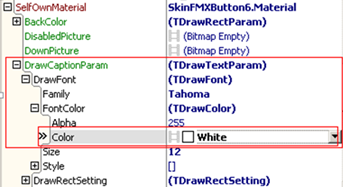 SelfOwnMaterial SkinFMXButton6.Material
BackColor (TDrawRectParam)
DisabledPicture (Bitmap Empty)
DownPicture (Bitmap Empty)
DrawCaptionParam (TDrawTextParam)
DrawFont (TDrawFont)
Family Tahoma
FontColor (TDrawColor)
Alpha 255
Color White
Size 12
Style []
DrawRectSetting (TDrawRectSetting)